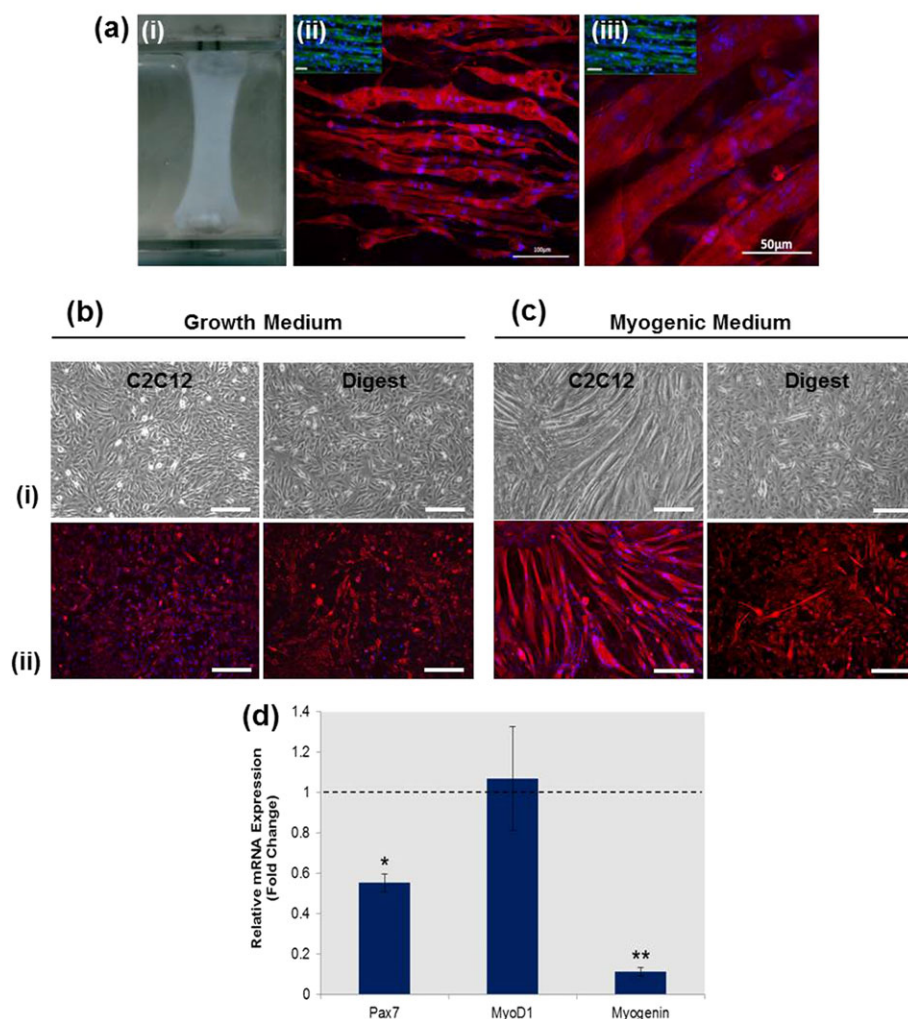 (a) (i) (ii) (iii)
100μm
50μm
(b) (c)
Growth Medium Myogenic Medium
C2C12 Digest C2C12 Digest
(i)
(ii)
(d)
Relative mRNA Expression
(Fold Change)
1.4
1.2
1
0.8
0.6
0.4
0.2
0
*
**
Pax7 MyoD1 Myogenin